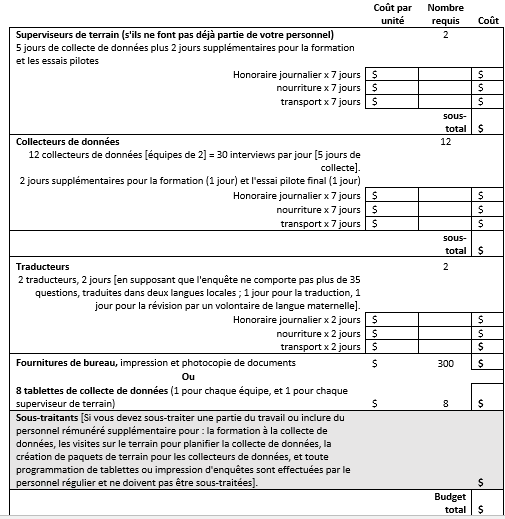 Coût par Nombre
unité requis Coût
Superviseurs de terrain (s'ils ne font pas déjà partie de votre personnel) 2
5 jours de collecte de données plus 2 jours supplémentaires pour la formation
et les essais pilotes
Honoraire journalier x 7 jours $ $
nourriture x 7 jours $ $
transport x 7 jours $ $
sous-
total $
Collecteurs de données 12
12 collecteurs de données [équipes de 2] = 30 interviews par jour [5 jours de
collecte].
2 jours supplémentaires pour la formation (1 jour) et l'essai pilote final (1 jour)
Honoraire journalier x 7 jours $ $
nourriture x 7 jours $ $
transport x 7 jours $ $
sous-
total $
Traducteurs 2
2 traducteurs, 2 jours [en supposant que l'enquête ne comporte pas plus de 35
questions, traduites dans deux langues locales ; 1 jour pour la traduction, 1
jour pour la révision par un volontaire de langue maternelle].
Honoraire journalier x 2 jours $ $
nourriture x 2 jours $ $
transport x 2 jours $ $
Fournitures de bureau, impression et photocopie de documents $ 300 $
Ou
8 tablettes de collecte de données (1 pour chaque équipe, et 1 pour chaque
superviseur de terrain) $ 8 $
Sous-traitants [Si vous devez sous-traiter une partie du travail ou inclure du
personnel rémunéré supplémentaire pour : la formation à la collecte de
données, les visites sur le terrain pour planifier la collecte de données, la
création de paquets de terrain pour les collecteurs de données, et toute
programmation de tablettes ou impression d'enquêtes sont effectuées par le
personnel régulier et ne doivent pas être sous-traitées]. $
Budget
total $